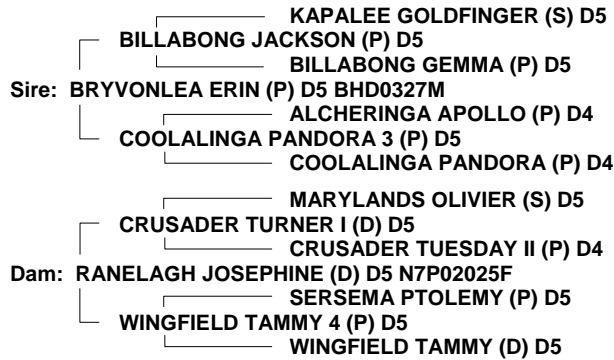 KAPALEE GOLDFINGER (S) D5
BILLABONG JACKSON (P) D5
BILLABONG GEMMA (P) D5
Sire: BRYVONLEA ERIN (P) D5 BHD0327M
ALCHERINGA APOLLO (P) D4
COOLALINGA PANDORA 3 (P) D5
COOLALINGA PANDORA (P) D4
MARYLANDS OLIVIER (S) D5
CRUSADER TURNER I (D) D5
CRUSADER TUESDAY II (P) D4
Dam: RANELAGH JOSEPHINE (D) D5 N7P02025F
SERSEMA PTOLEMY (P) D5
WINGFIELD TAMMY 4 (P) D5
WINGFIELD TAMMY (D) D5